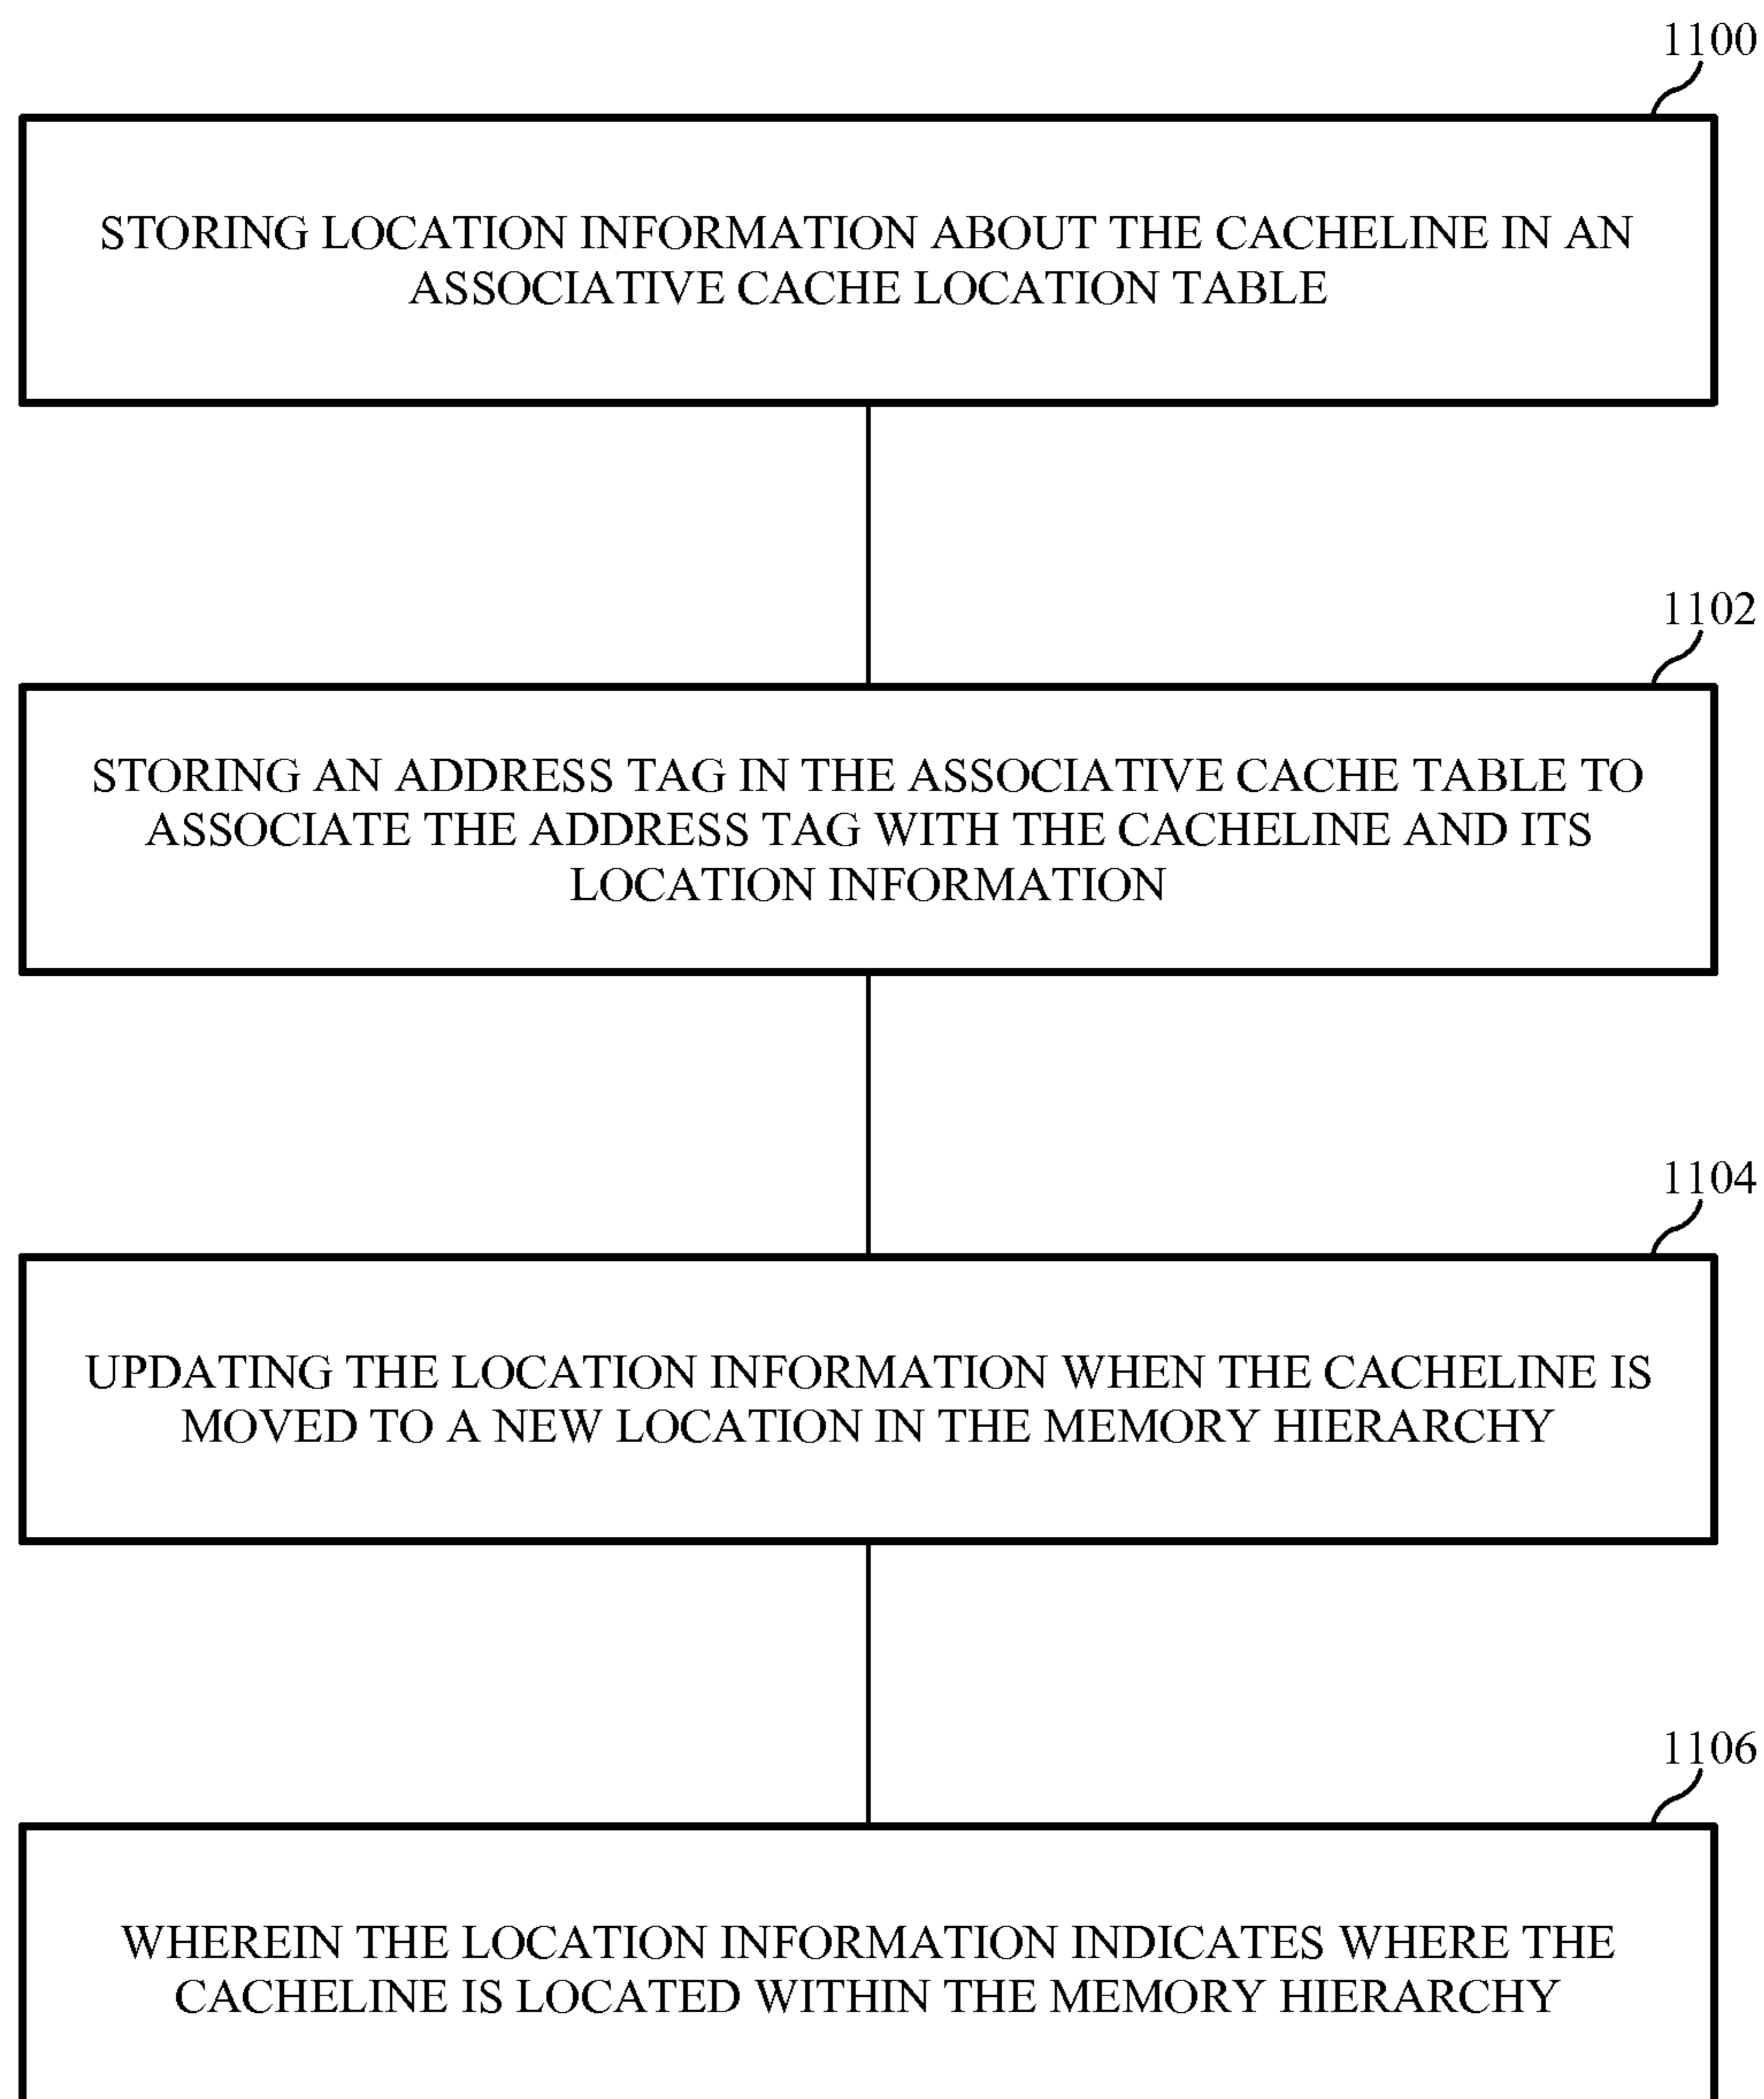 1100
STORING LOCATION INFORMATION ABOUT THE CACHELINE IN AN
ASSOCIATIVE CACHE LOCATION TABLE
1102
STORING AN ADDRESS TAG IN THE ASSOCIATIVE CACHE TABLE TO
ASSOCIATE THE ADDRESS TAG WITH THE CACHELINE AND ITS
LOCATION INFORMATION
1104
UPDATING THE LOCATION INFORMATION WHEN THE CACHELINE IS
MOVED TO A NEW LOCATION IN THE MEMORY HIERARCHY
1106
WHEREIN THE LOCATION INFORMATION INDICATES WHERE THE
CACHELINE IS LOCATED WITHIN THE MEMORY HIERARCHY